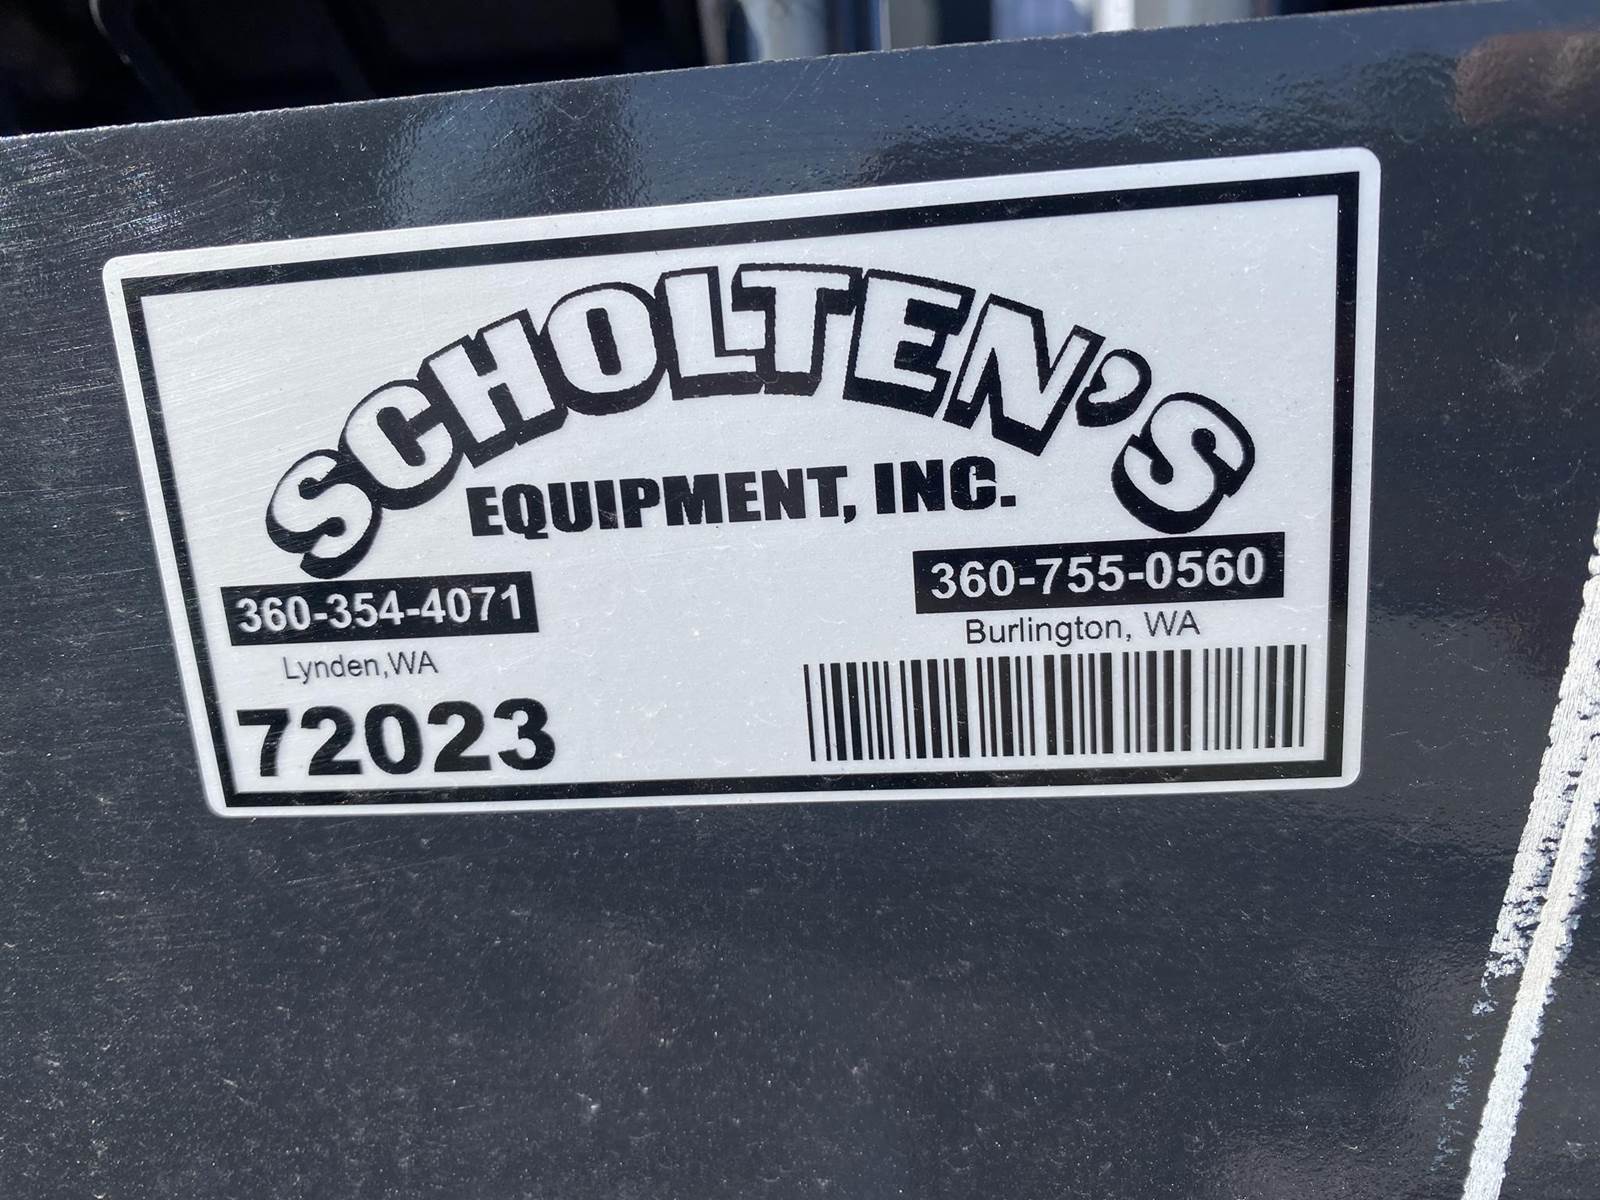 SCHOLTEN'S
EQUIPMENT, INC.
360-354-4071
Lynden,WA
360-755-0560
Burlington, WA
72023